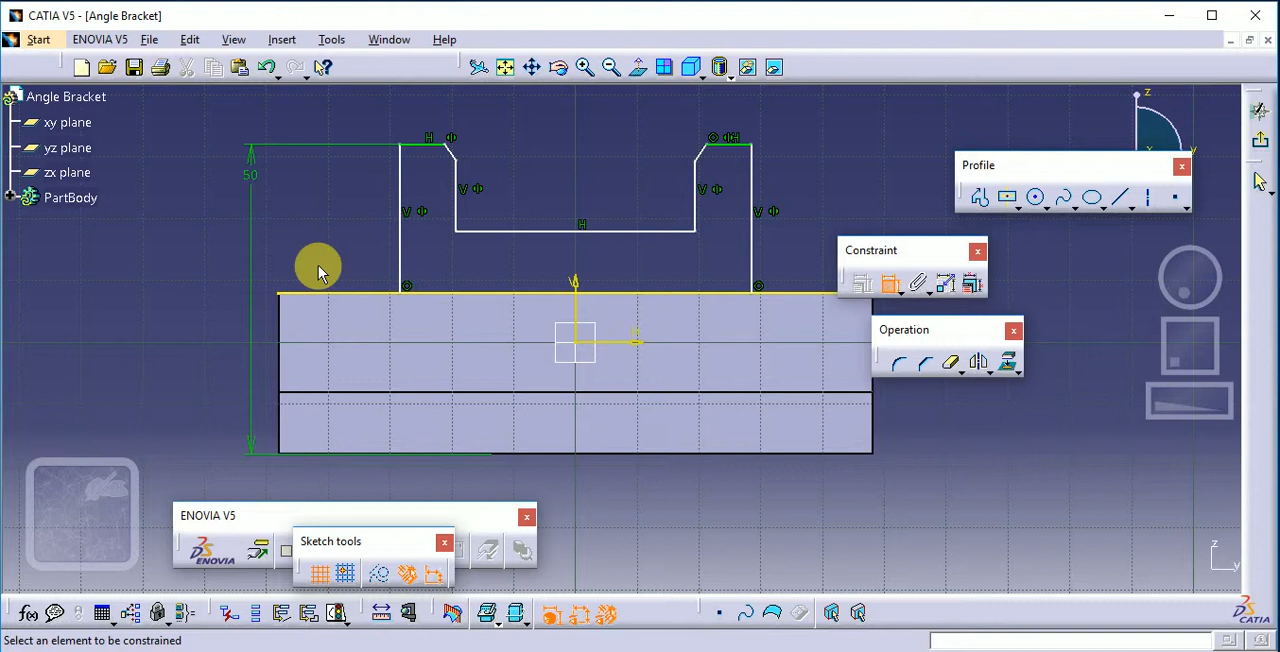 CATIA V5 - [Angle Bracket]
Start ENOVIA V5 File Edit View Insert Tools Window Help
Angle Bracket
xy plane
yz plane
zx plane
PartBody
z
y
x
H
H
50
V
V
V
V
H
V
H
Profile
Constraint
Operation
ENOVIA V5
ENOVIA
Sketch tools
z
y
f(x)
CATIA
Select an element to be constrained